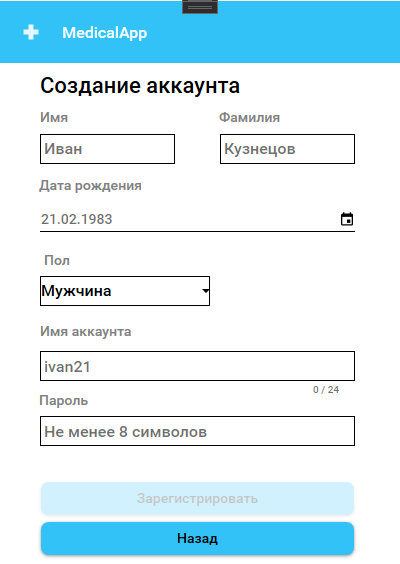 MedicalApp
Создание аккаунта
Имя Фамилия
Иван Кузнецов
Дата рождения
21.02.1983
Пол
Мужчина
Имя аккаунта
ivan21
0 / 24
Пароль
Не менее 8 символов
Зарегистрировать
Назад